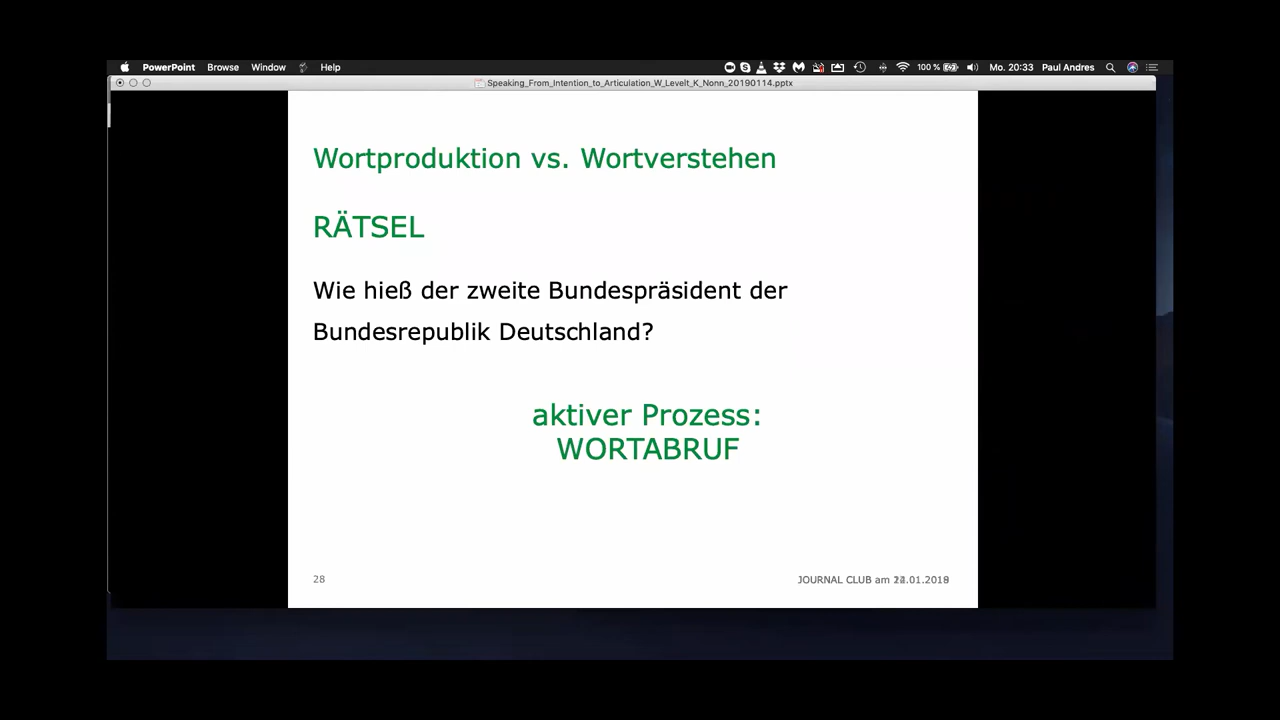 PowerPoint Browse Window Help 100 % Mo. 20:33 Paul Andres
Speaking_From_Intention_to_Articulation_W_Levelt_K_Nonn_20190114.pptx
Wortproduktion vs. Wortverstehen
RÄTSEL
Wie hieß der zweite Bundespräsident der
Bundesrepublik Deutschland?
aktiver Prozess:
WORTABRUF
28
JOURNAL CLUB am